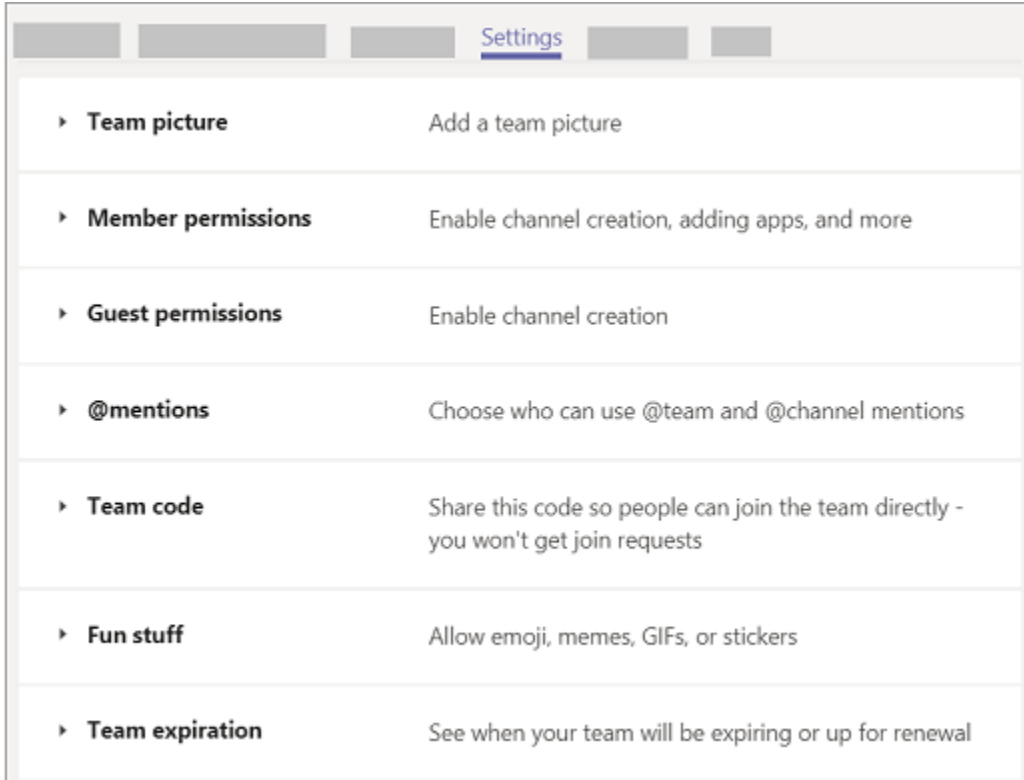 Settings
Team picture Add a team picture
Member permissions Enable channel creation, adding apps, and more
Guest permissions Enable channel creation
@mentions Choose who can use @team and @channel mentions
Team code Share this code so people can join the team directly -
you won't get join requests
Fun stuff Allow emoji, memes, GIFs, or stickers
Team expiration See when your team will be expiring or up for renewal